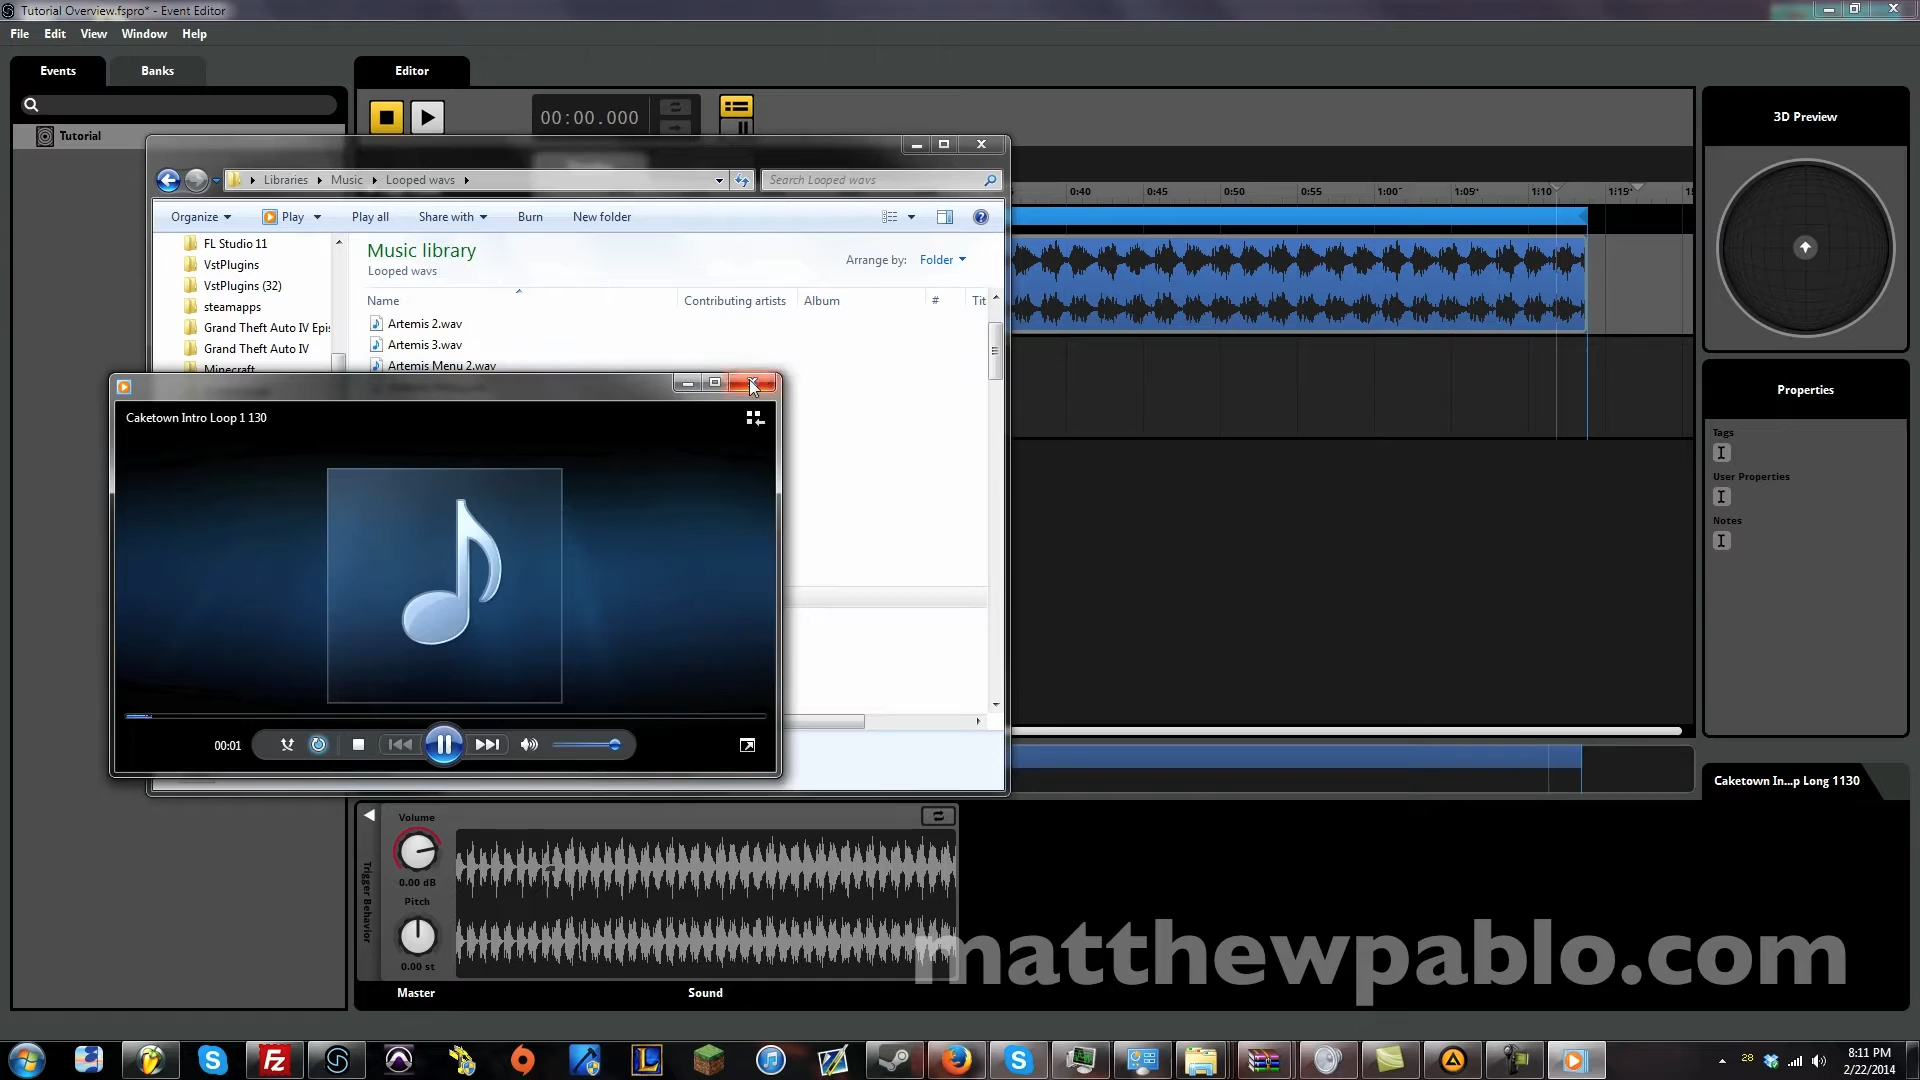 Tutorial Overview.fspro* - Event Editor
File Edit View Window Help
Events Banks Editor
00:00.000
3D Preview
Tutorial
Libraries Music Looped wavs
Search Looped wavs
0:40 0:45 0:50 0:55 1:00 1:05 1:10 1:15
Organize Play Play all Share with Burn New folder
FL Studio 11
VstPlugins
VstPlugins (32)
steamapps
Grand Theft Auto IV Epi
Grand Theft Auto IV
Minecraft
Music library
Looped wavs
Arrange by: Folder
Name Contributing artists Album # Tit
Artemis 2.wav
Artemis 3.wav
Artemis Menu 2.wav
Caketown Intro Loop 1 130
00:01
Properties
Tags
User Properties
Notes
Caketown In...p Long 1130
Volume
0.00 dB
Pitch
0.00 st
Trigger Behavior
Master
Sound
matthewpablo.com
28
8:11 PM
2/22/2014